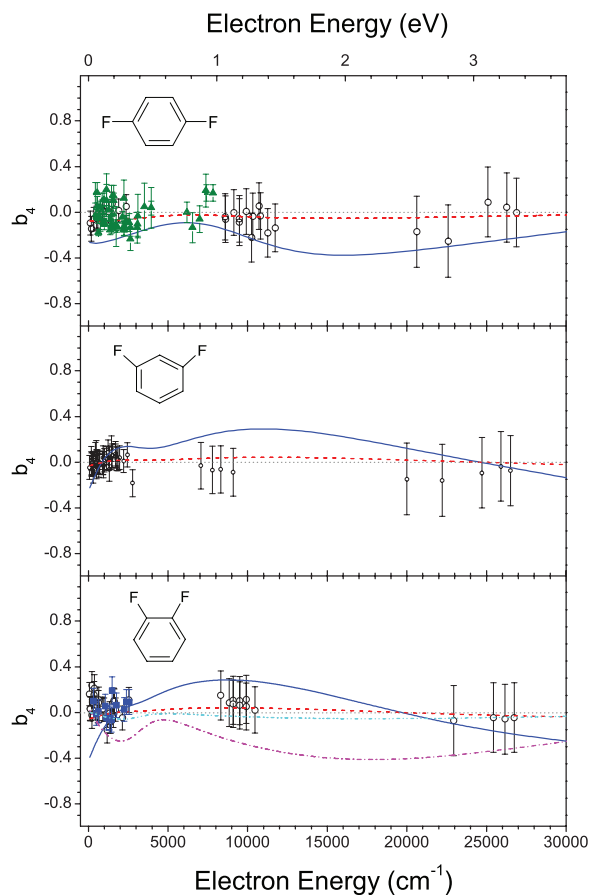 Electron Energy (eV)
0 1 2 3
0.8
0.4
0.0
-0.4
-0.8
b4
F F
0.8
0.4
0.0
-0.4
-0.8
b4
F F
0.8
0.4
0.0
-0.4
-0.8
b4
F F
0 5000 10000 15000 20000 25000 30000
Electron Energy (cm-1)